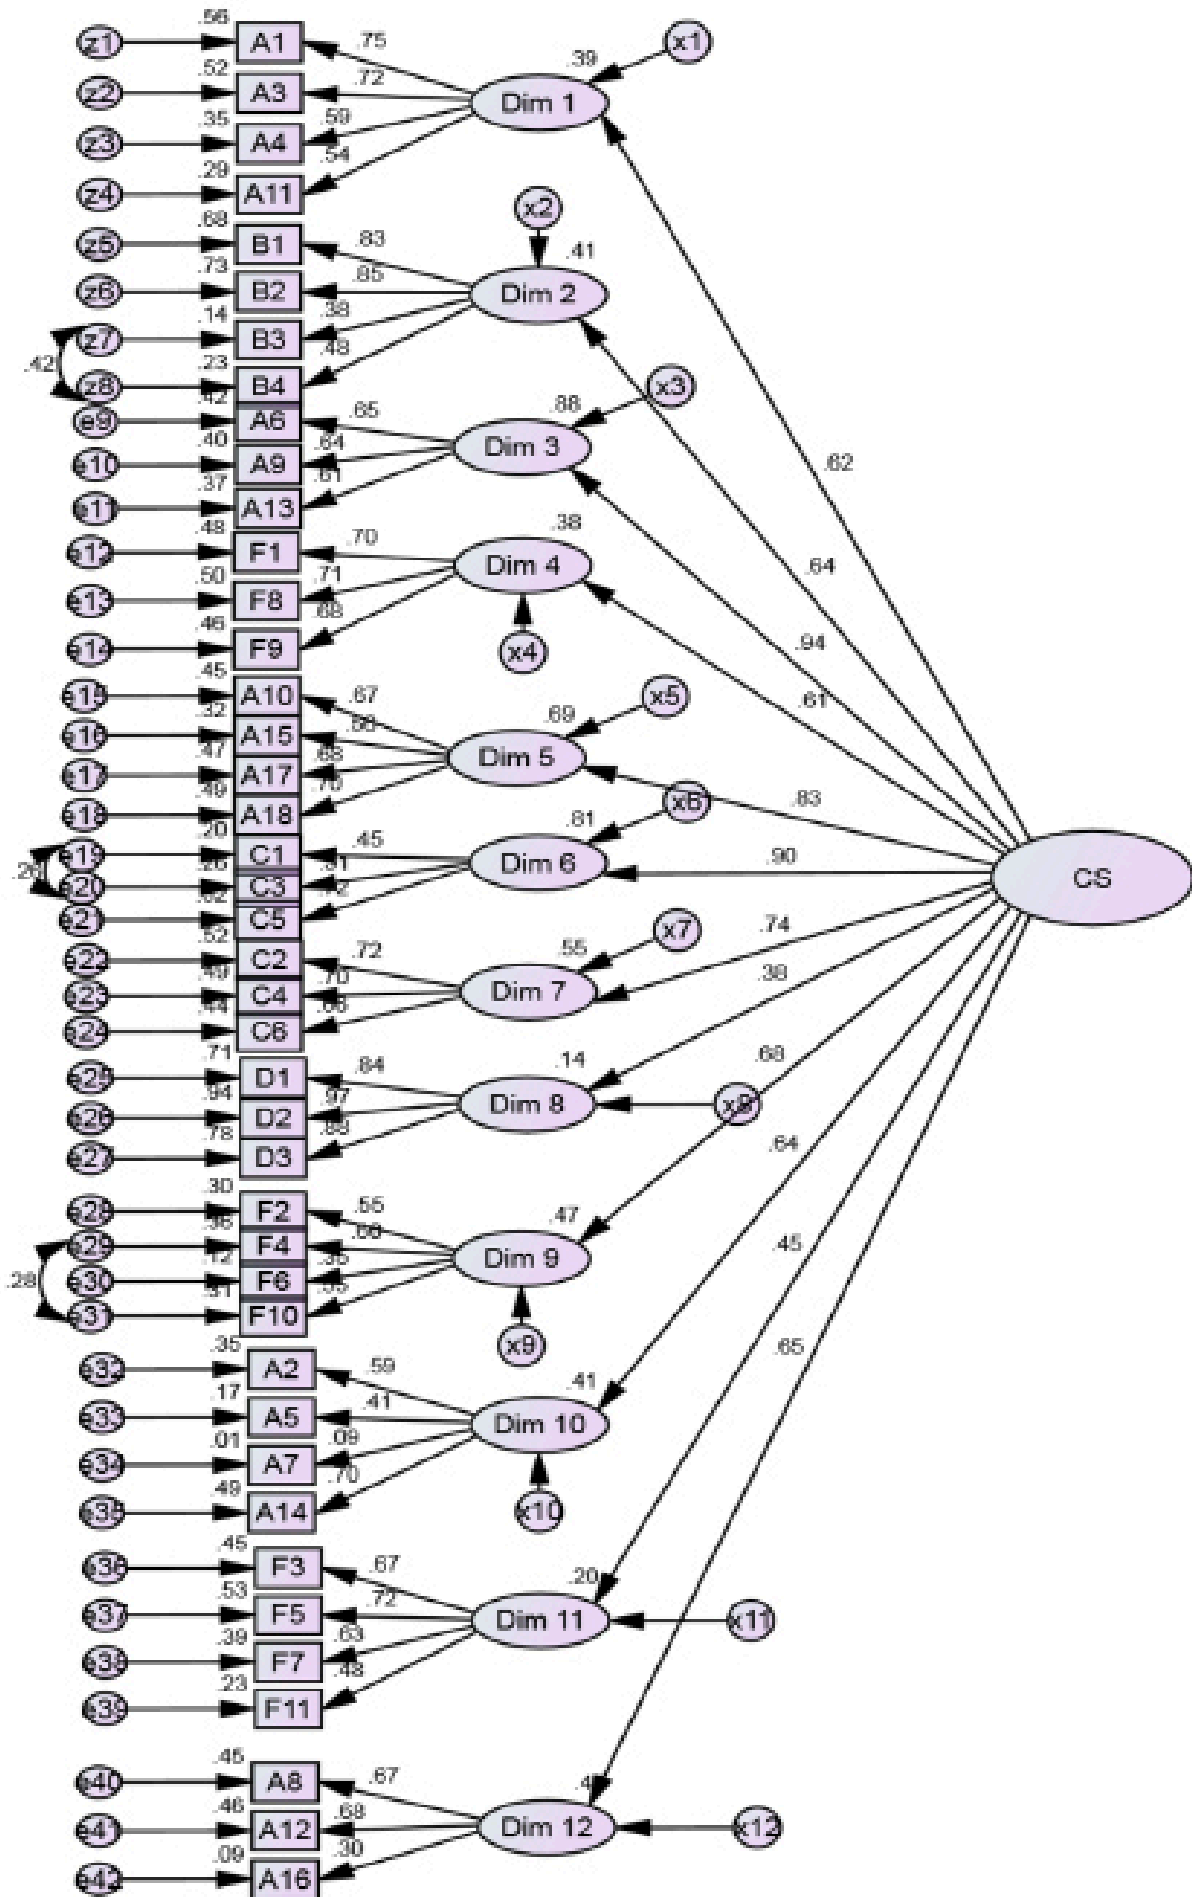 .56
z1 A1 .75 x1
.39
.52
z2 A3 .72 Dim 1
.35
z3 A4 .59
.54
.29
z4 A11
x2
.68
z5 B1 .83 .41
.73
z6 B2 .85 Dim 2
.14
z7 B3 .38
.42
.48
.23
z8 B4 x3
.42
e9 A6 .65 .88
.40
e10 A9 .64 Dim 3
.62
.37
e11 A13 .61
.48
e12 F1 .70 .38
.50
e13 F8 .71 Dim 4
.64
.46
e14 F9 .68 x4
.94
.45
e15 A10 .67 x5
.61
.69
e16 A15
.47
e17 A17 .68 Dim 5
.49
e18 A18 .70 x6 .83
.20
e19 C1 .45 .81
e20 C3 Dim 6 .90 CS
e21 C5
.52
e22 C2 .72 .55 x7 .74
.49
e23 C4 .70 Dim 7 .38
.44
e24 C6
.71
e25 D1 .84 .14 .68
.94
e26 D2 .97 Dim 8 x8
.78
e27 D3 .88
.64
.30
e28 F2 .55 .47
e29 F4 Dim 9 .45
.28
e30 F6 .35
.31
e31 F10
x9 .65
.35
e32 A2 .59 .41
.17
e33 A5 .41 Dim 10
.01
e34 A7 .09
.49
e35 A14 .70 x10
.45
e36 F3 .67 .20
.53
e37 F5 .72 Dim 11 x11
.39
e38 F7 .63
.23
e39 F11 .48
.45
e40 A8 .67
.46
e41 A12 .68 Dim 12 x12
.09
e42 A16 .30